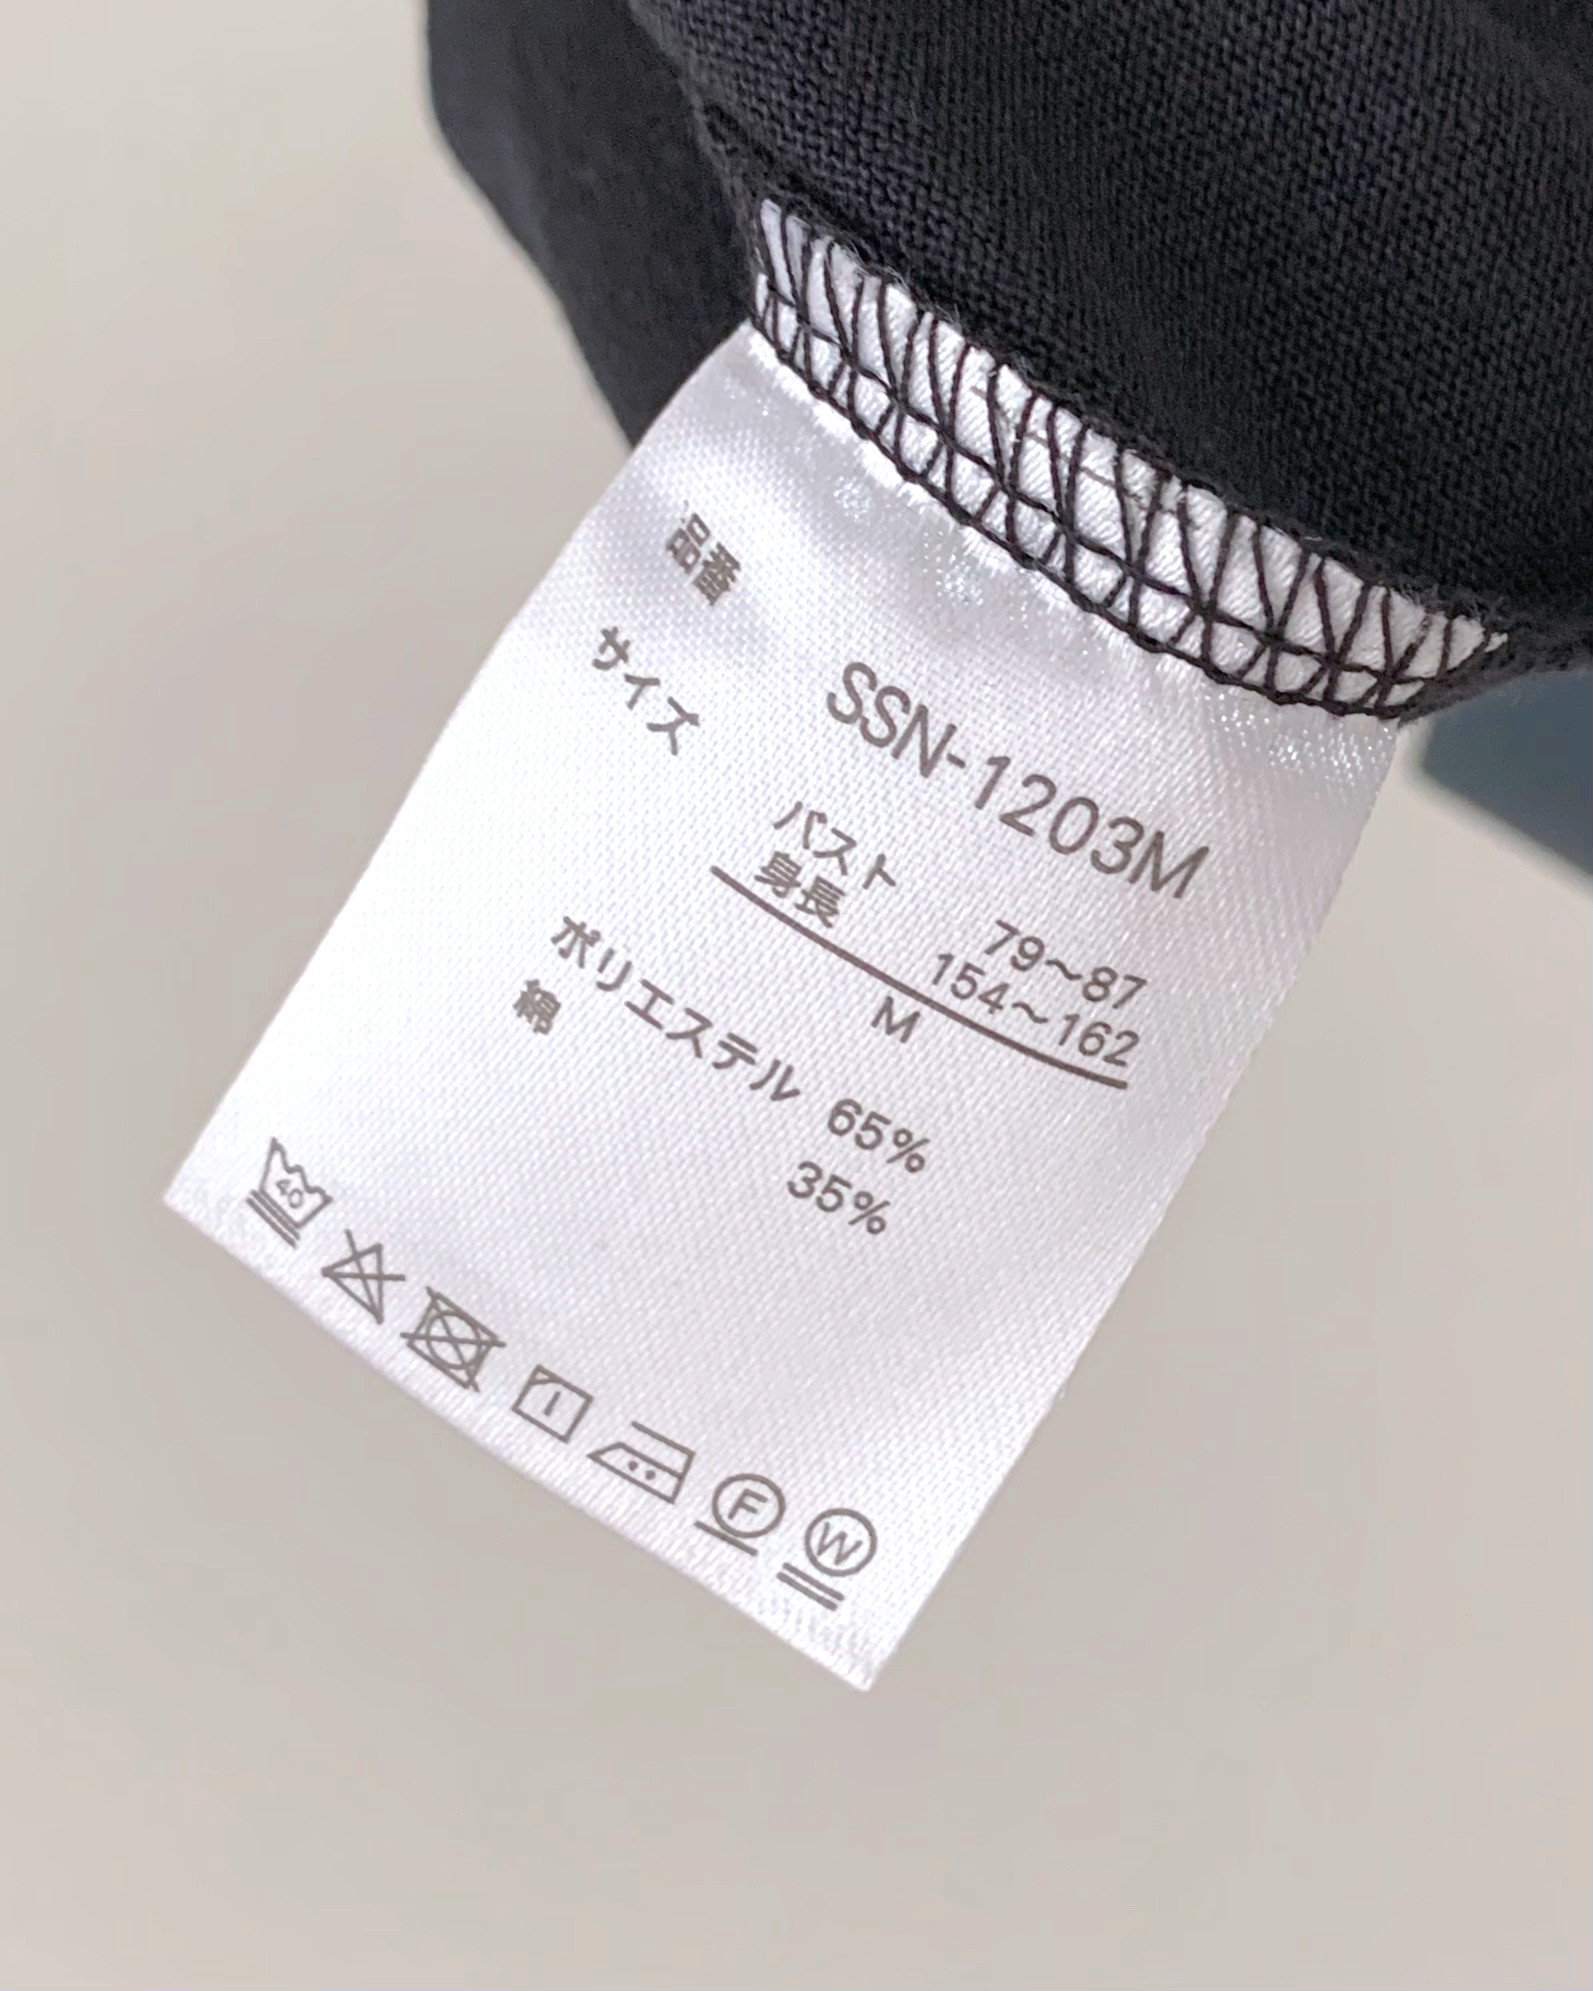 品番 SSN-1203M
サイズ
バスト 79〜87
身長 154〜162
M
ポリエステル 65%
綿 35%
40
F W